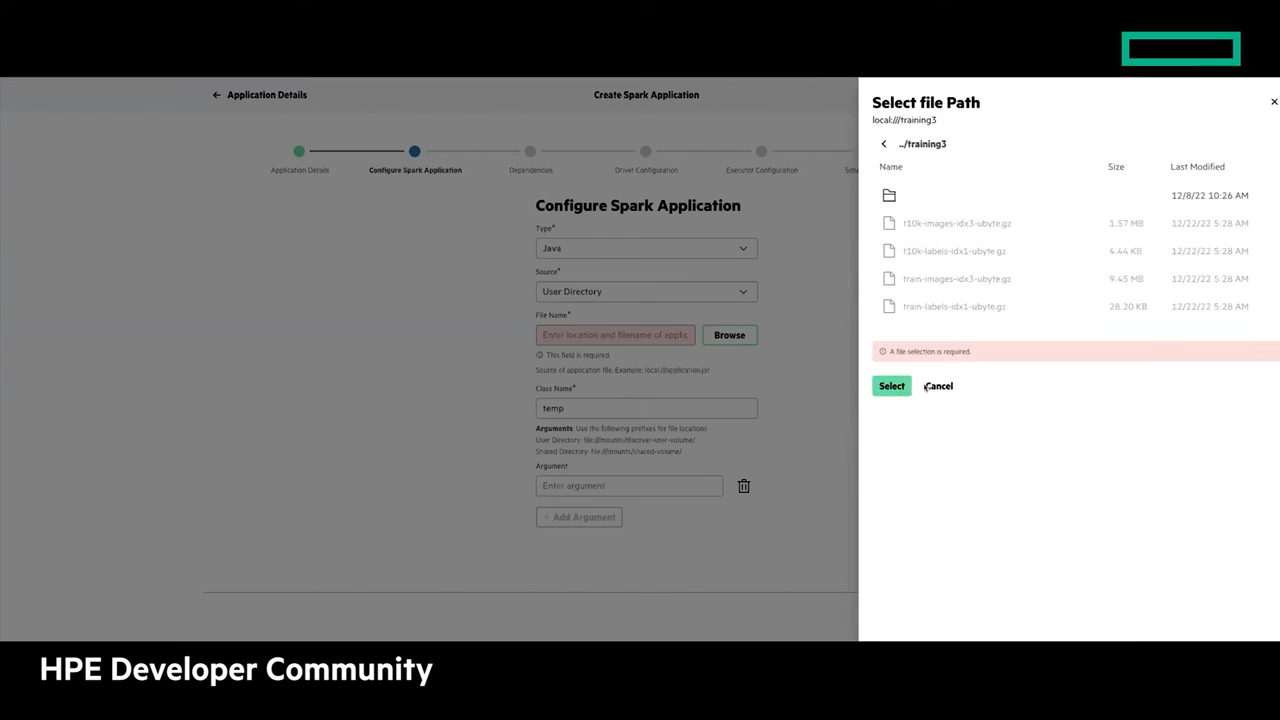 Application Details
Create Spark Application
Application Details
Configure Spark Application
Dependencies
Driver Configuration
Executor Configuration
Configure Spark Application
Type*
Java
Source*
User Directory
File Name*
Enter location and filename of applic
Browse
This field is required.
Source of application file. Example: local:///application.jar
Class Name*
temp
Arguments: Use the following prefixes for file locations
User Directory: file:///mounts/discover-user-volume/
Shared Directory: file:///mounts/shared-volume/
Argument
Enter argument
+ Add Argument
Select file Path
local:///training3
../training3
Name Size Last Modified
12/8/22 10:26 AM
t10k-images-idx3-ubyte.gz 1.57 MB 12/22/22 5:28 AM
t10k-labels-idx1-ubyte.gz 4.44 KB 12/22/22 5:28 AM
train-images-idx3-ubyte.gz 9.45 MB 12/22/22 5:28 AM
train-labels-idx1-ubyte.gz 28.20 KB 12/22/22 5:28 AM
A file selection is required.
Select Cancel
HPE Developer Community